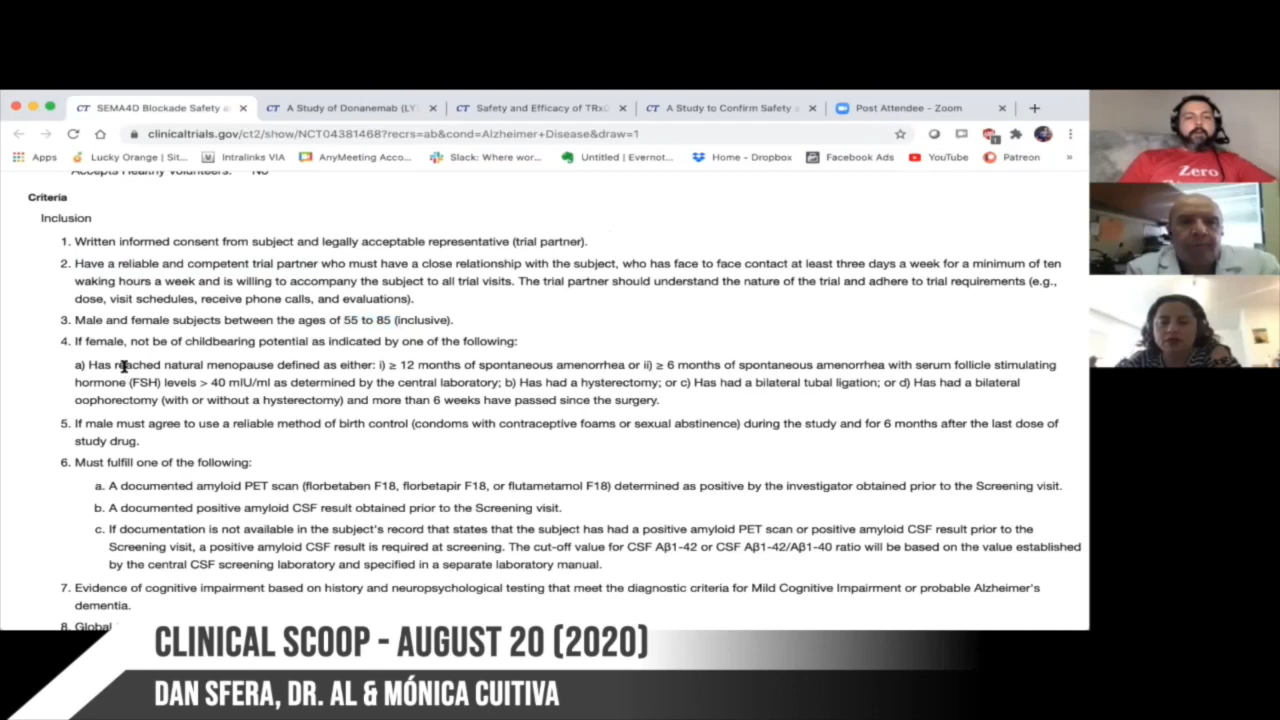 SEMA4D Blockade Safety a
A Study of Donanemab (LY
Safety and Efficacy of TRx0
A Study to Confirm Safety
Post Attendee - Zoom
clinicaltrials.gov/ct2/show/NCT04381468?recrs=ab&cond=Alzheimer+Disease&draw=1
Apps
Lucky Orange | Sit...
Intralinks VIA
AnyMeeting Acco...
Slack: Where wor...
Untitled | Evernot...
Home - Dropbox
Facebook Ads
YouTube
Patreon
»
Accepts Healthy Volunteers: No
Criteria
Inclusion
1. Written informed consent from subject and legally acceptable representative (trial partner).
2. Have a reliable and competent trial partner who must have a close relationship with the subject, who has face to face contact at least three days a week for a minimum of ten
waking hours a week and is willing to accompany the subject to all trial visits. The trial partner should understand the nature of the trial and adhere to trial requirements (e.g.,
dose, visit schedules, receive phone calls, and evaluations).
3. Male and female subjects between the ages of 55 to 85 (inclusive).
4. If female, not be of childbearing potential as indicated by one of the following:
a) Has reached natural menopause defined as either: i) ≥ 12 months of spontaneous amenorrhea or ii) ≥ 6 months of spontaneous amenorrhea with serum follicle stimulating
hormone (FSH) levels > 40 mIU/ml as determined by the central laboratory; b) Has had a hysterectomy; or c) Has had a bilateral tubal ligation; or d) Has had a bilateral
oophorectomy (with or without a hysterectomy) and more than 6 weeks have passed since the surgery.
5. If male must agree to use a reliable method of birth control (condoms with contraceptive foams or sexual abstinence) during the study and for 6 months after the last dose of
study drug.
6. Must fulfill one of the following:
a. A documented amyloid PET scan (florbetaben F18, florbetapir F18, or flutametamol F18) determined as positive by the investigator obtained prior to the Screening visit.
b. A documented positive amyloid CSF result obtained prior to the Screening visit.
c. If documentation is not available in the subject's record that states that the subject has had a positive amyloid PET scan or positive amyloid CSF result prior to the
Screening visit, a positive amyloid CSF result is required at screening. The cut-off value for CSF Aβ1-42 or CSF Aβ1-42/Aβ1-40 ratio will be based on the value established
by the central CSF screening laboratory and specified in a separate laboratory manual.
7. Evidence of cognitive impairment based on history and neuropsychological testing that meet the diagnostic criteria for Mild Cognitive Impairment or probable Alzheimer's
dementia.
8. Global
Zero
CLINICAL SCOOP - AUGUST 20 (2020)
DAN SFERA, DR. AL & MÓNICA CUITIVA